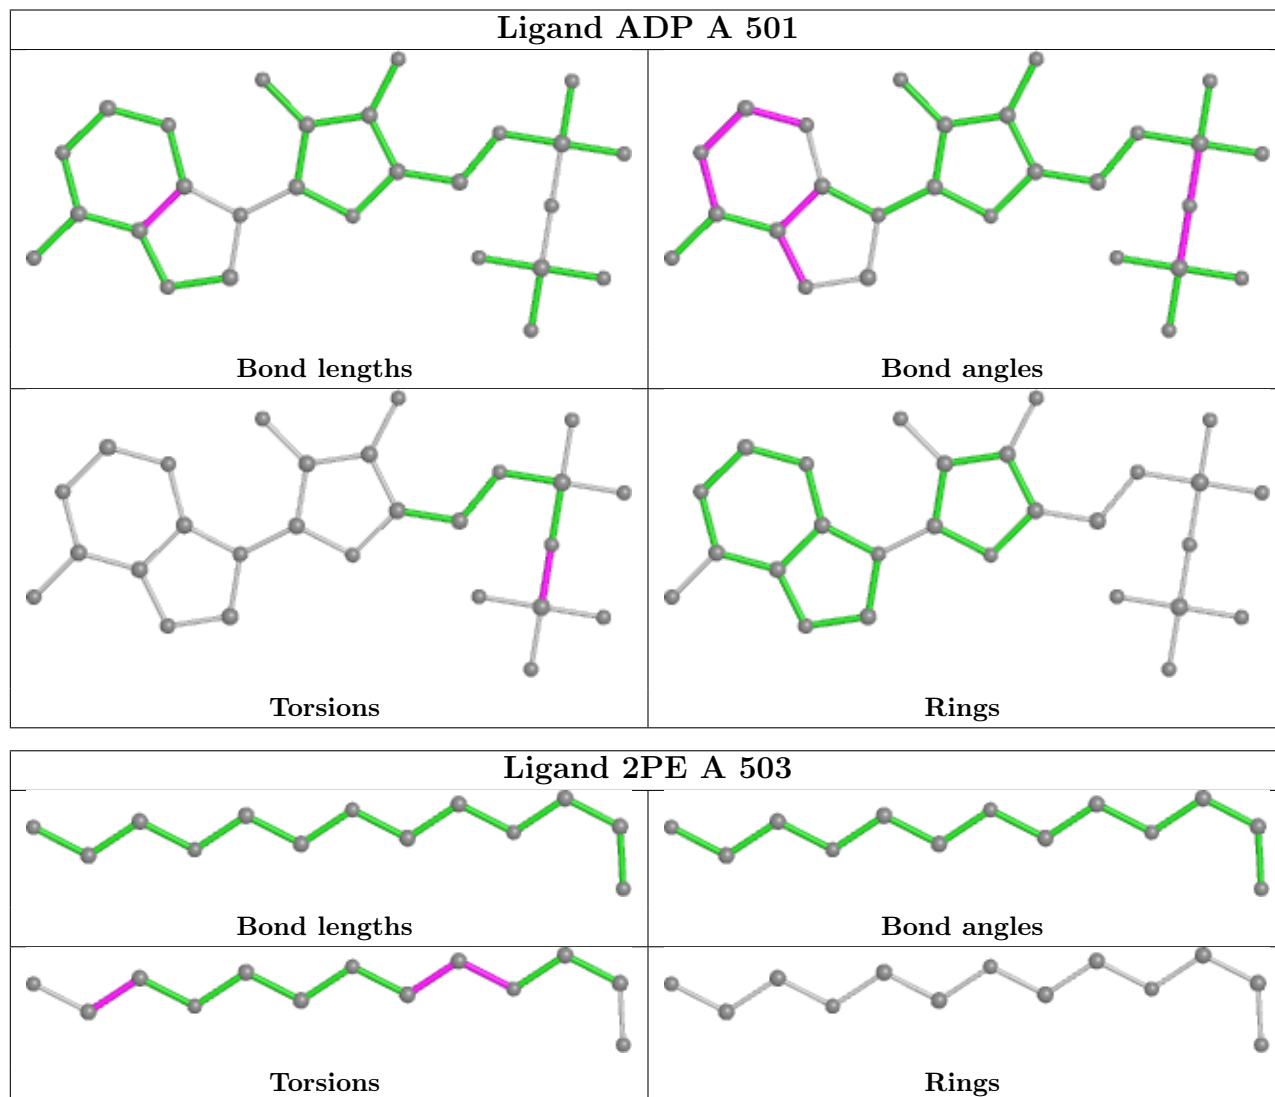 Ligand ADP A 501
Bond lengths
Bond angles
Torsions
Rings
Ligand 2PE A 503
Bond lengths
Bond angles
Torsions
Rings